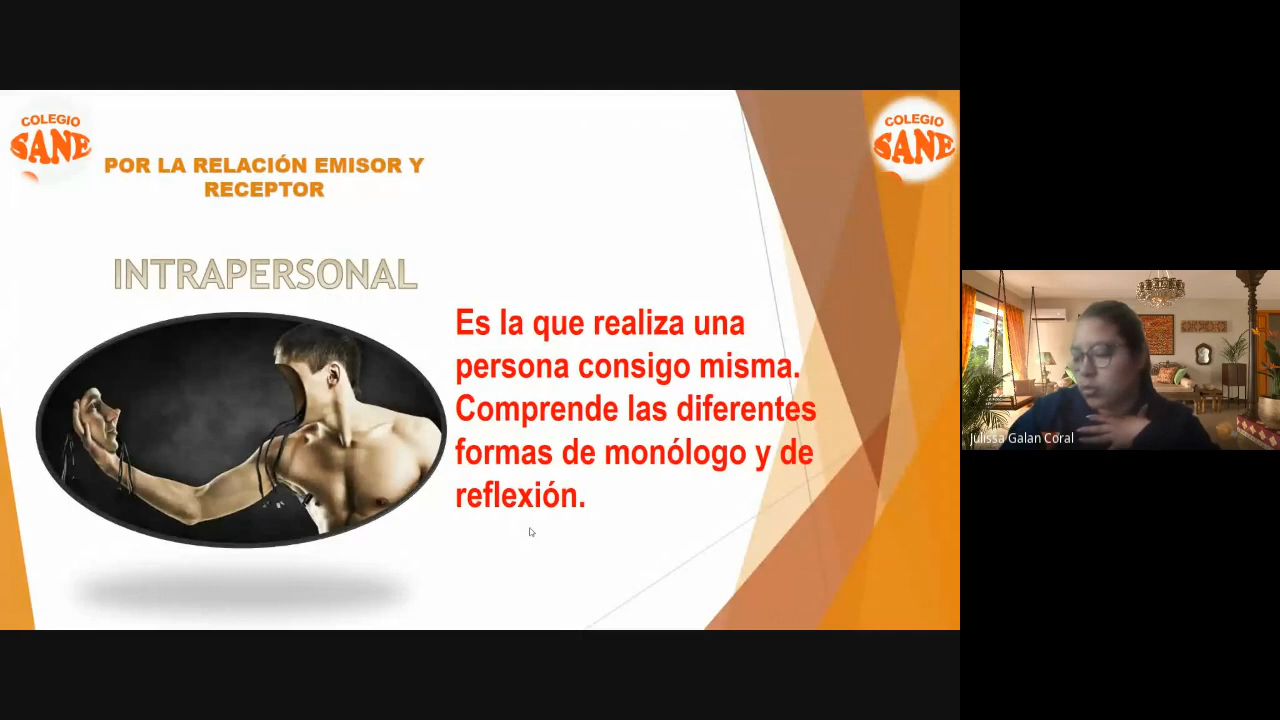 COLEGIO
SANE
COLEGIO
SANE
POR LA RELACIÓN EMISOR Y
RECEPTOR
INTRAPERSONAL
Es la que realiza una
persona consigo misma.
Comprende las diferentes
formas de monólogo y de
reflexión.
Julissa Galan Coral